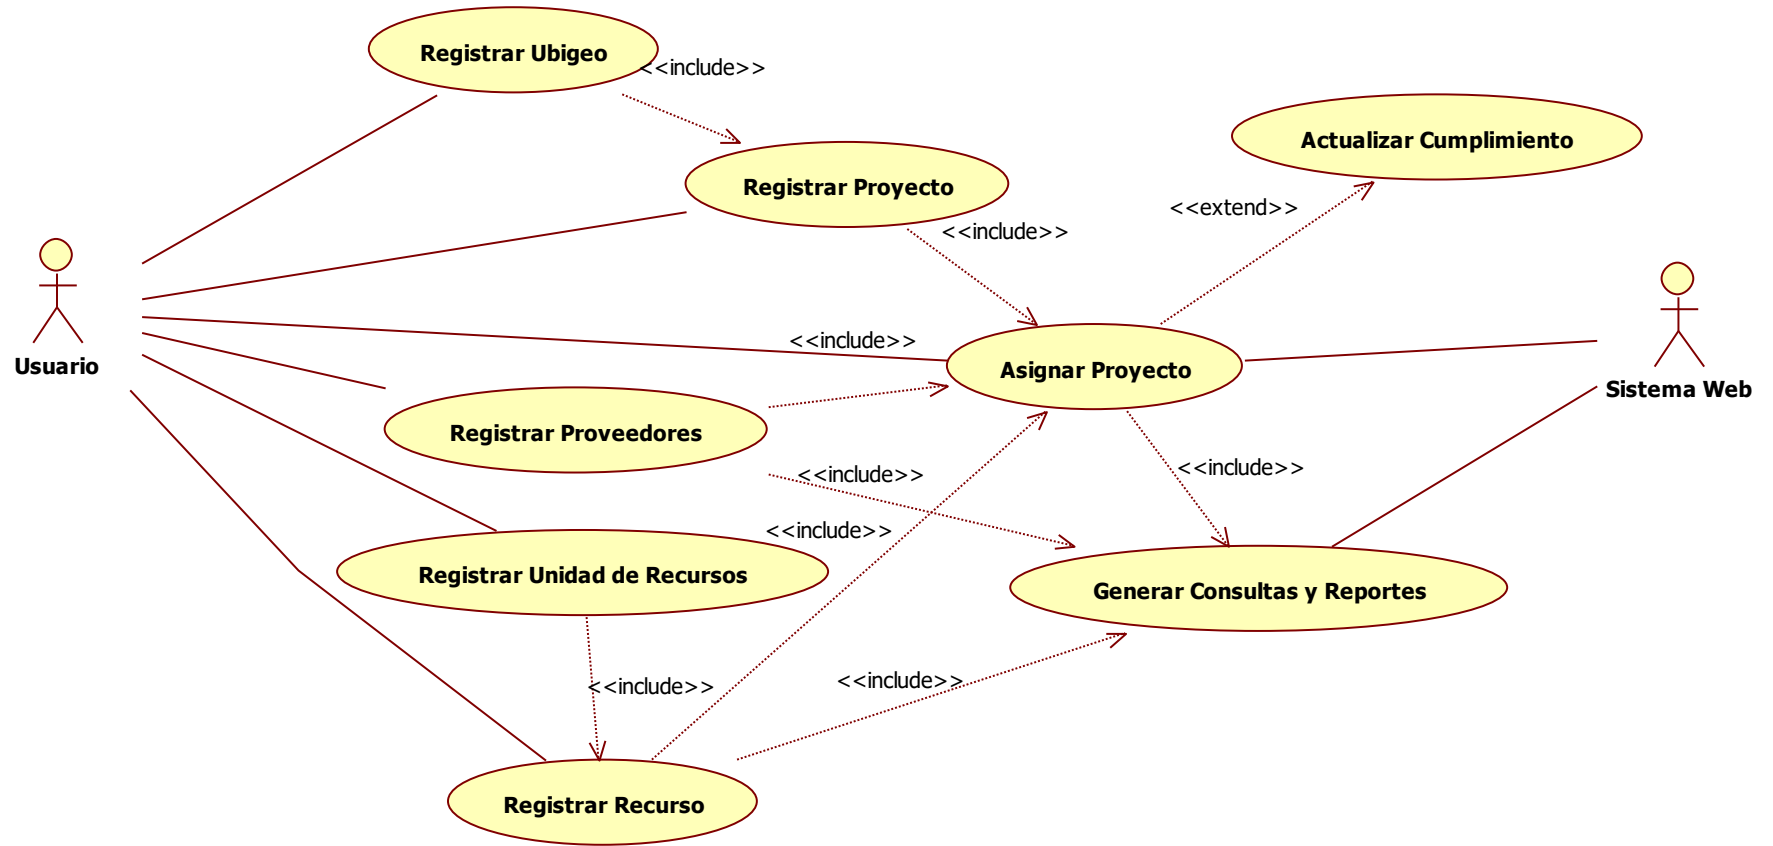 Registrar Ubigeo
<<include>>
Actualizar Cumplimiento
Registrar Proyecto
<<extend>>
<<include>>
<<include>>
Usuario
Asignar Proyecto
Sistema Web
Registrar Proveedores
<<include>>
<<include>>
<<include>>
Registrar Unidad de Recursos
Generar Consultas y Reportes
<<include>>
<<include>>
Registrar Recurso